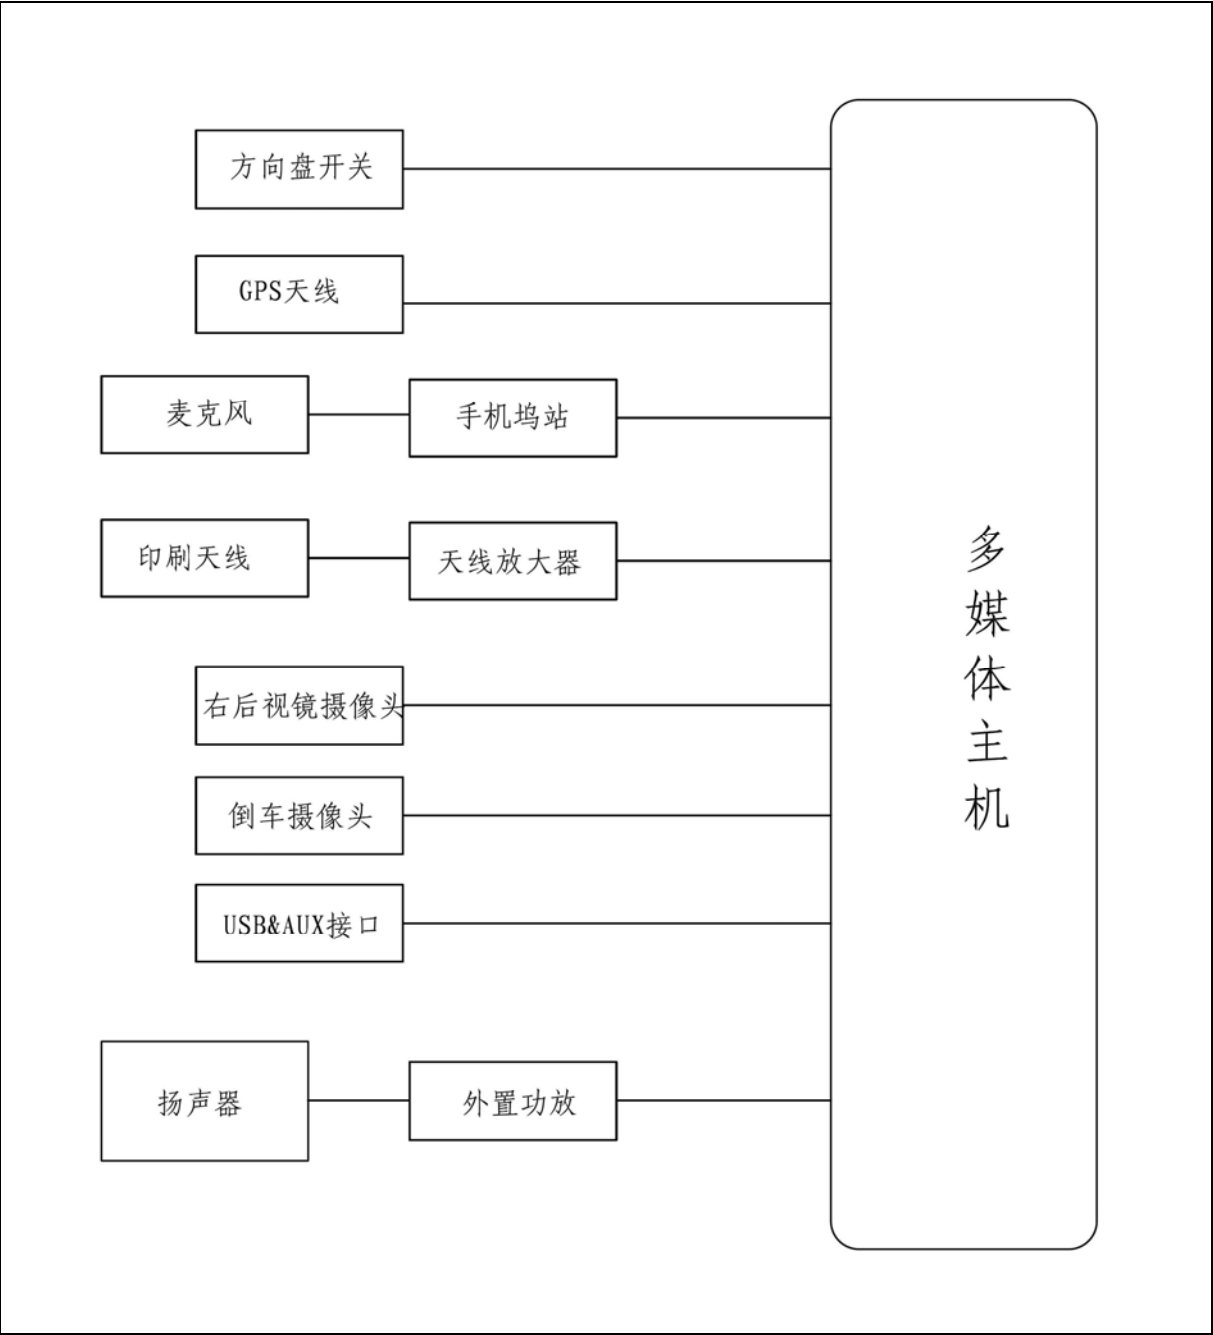 方向盘开关
GPS天线
麦克风
手机坞站
印刷天线
天线放大器
右后视镜摄像头
倒车摄像头
USB&AUX接口
扬声器
外置功放
多媒体主机